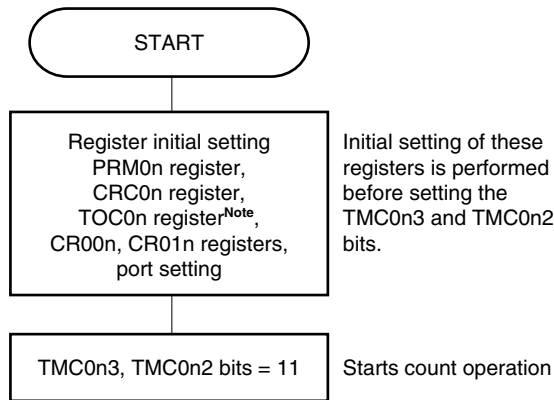 START
Register initial setting
PRM0n register,
CRC0n register,
TOC0n registerNote,
CR00n, CR01n registers,
port setting
Initial setting of these
registers is performed
before setting the
TMC0n3 and TMC0n2
bits.
TMC0n3, TMC0n2 bits = 11
Starts count operation